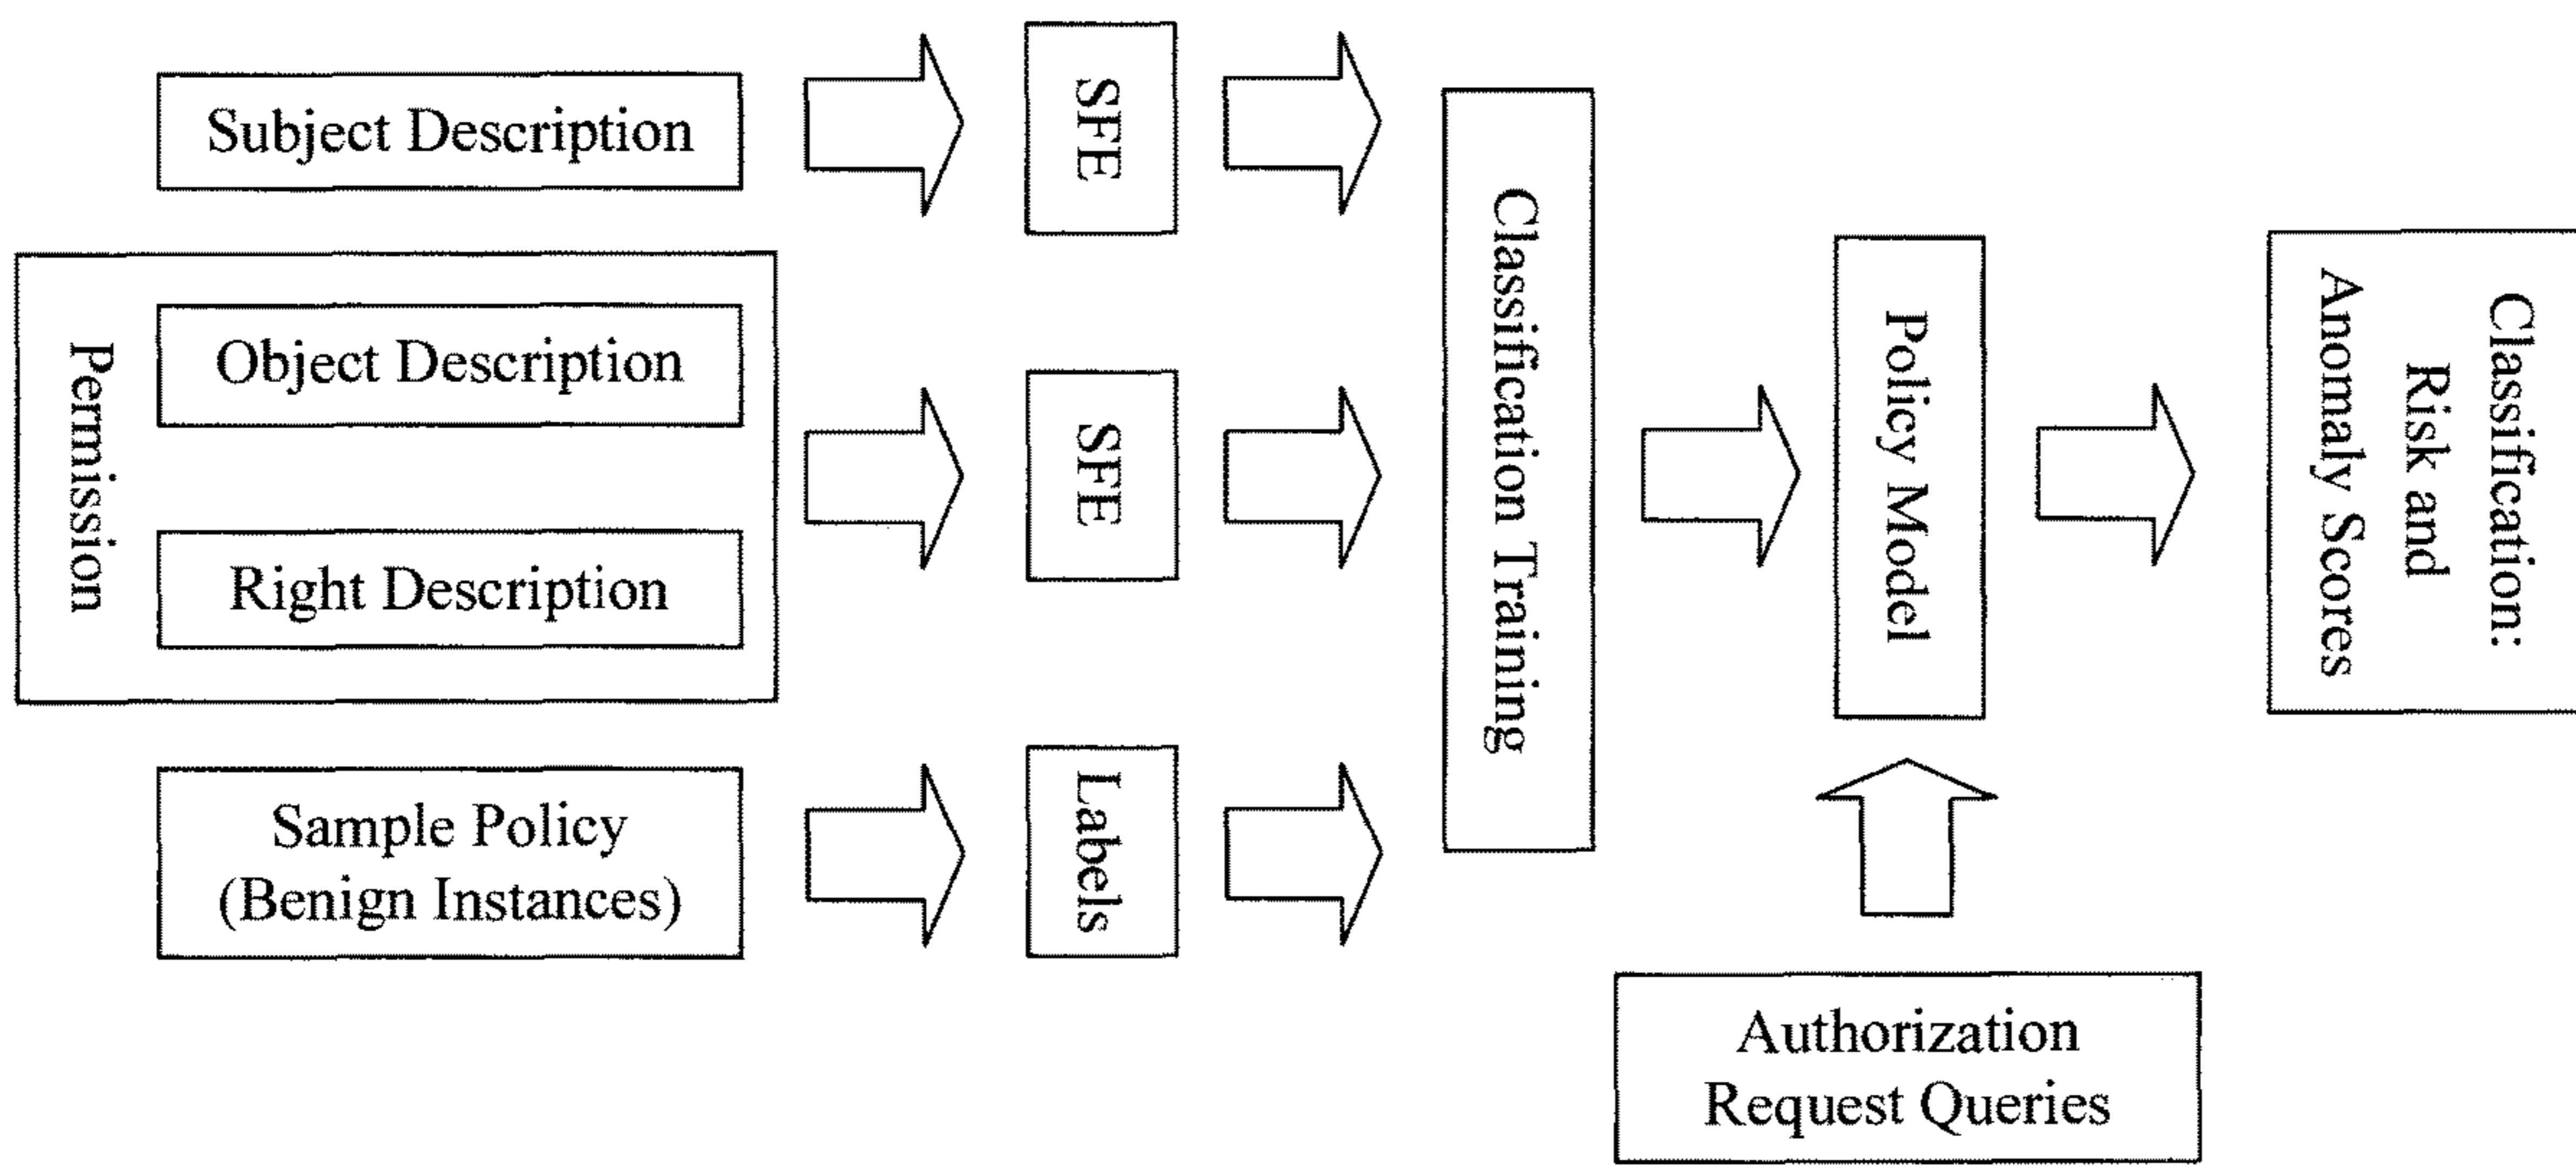 Subject Description
SFE
Permission
Object Description
Right Description
SFE
Sample Policy
(Benign Instances)
Labels
Classification Training
Policy Model
Authorization
Request Queries
Classification:
Risk and
Anomaly Scores